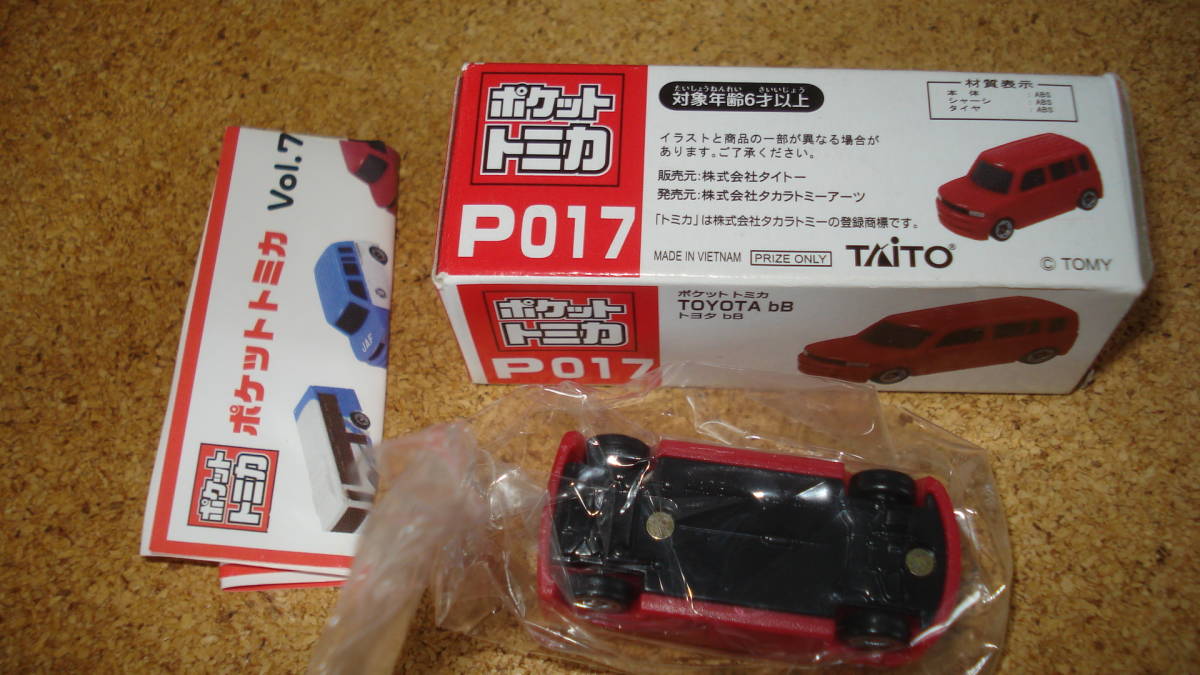 Vol.7
ポケットトミカ
JAF
ポケット
トミカ
ポケット
トミカ
P017
たいしょうねんれい さいいじょう
対象年齢6才以上
材質表示
本体 : ABS
シャーシ : ABS
タイヤ : ABS
イラストと商品の一部が異なる場合が
あります。ご了承ください。
販売元:株式会社タイトー
発売元:株式会社タカラトミーアーツ
「トミカ」は株式会社タカラトミーの登録商標です。
MADE IN VIETNAM PRIZE ONLY TAITO®
© TOMY
ポケット
トミカ
P017
ポケットトミカ
TOYOTA bB
トヨタ bB